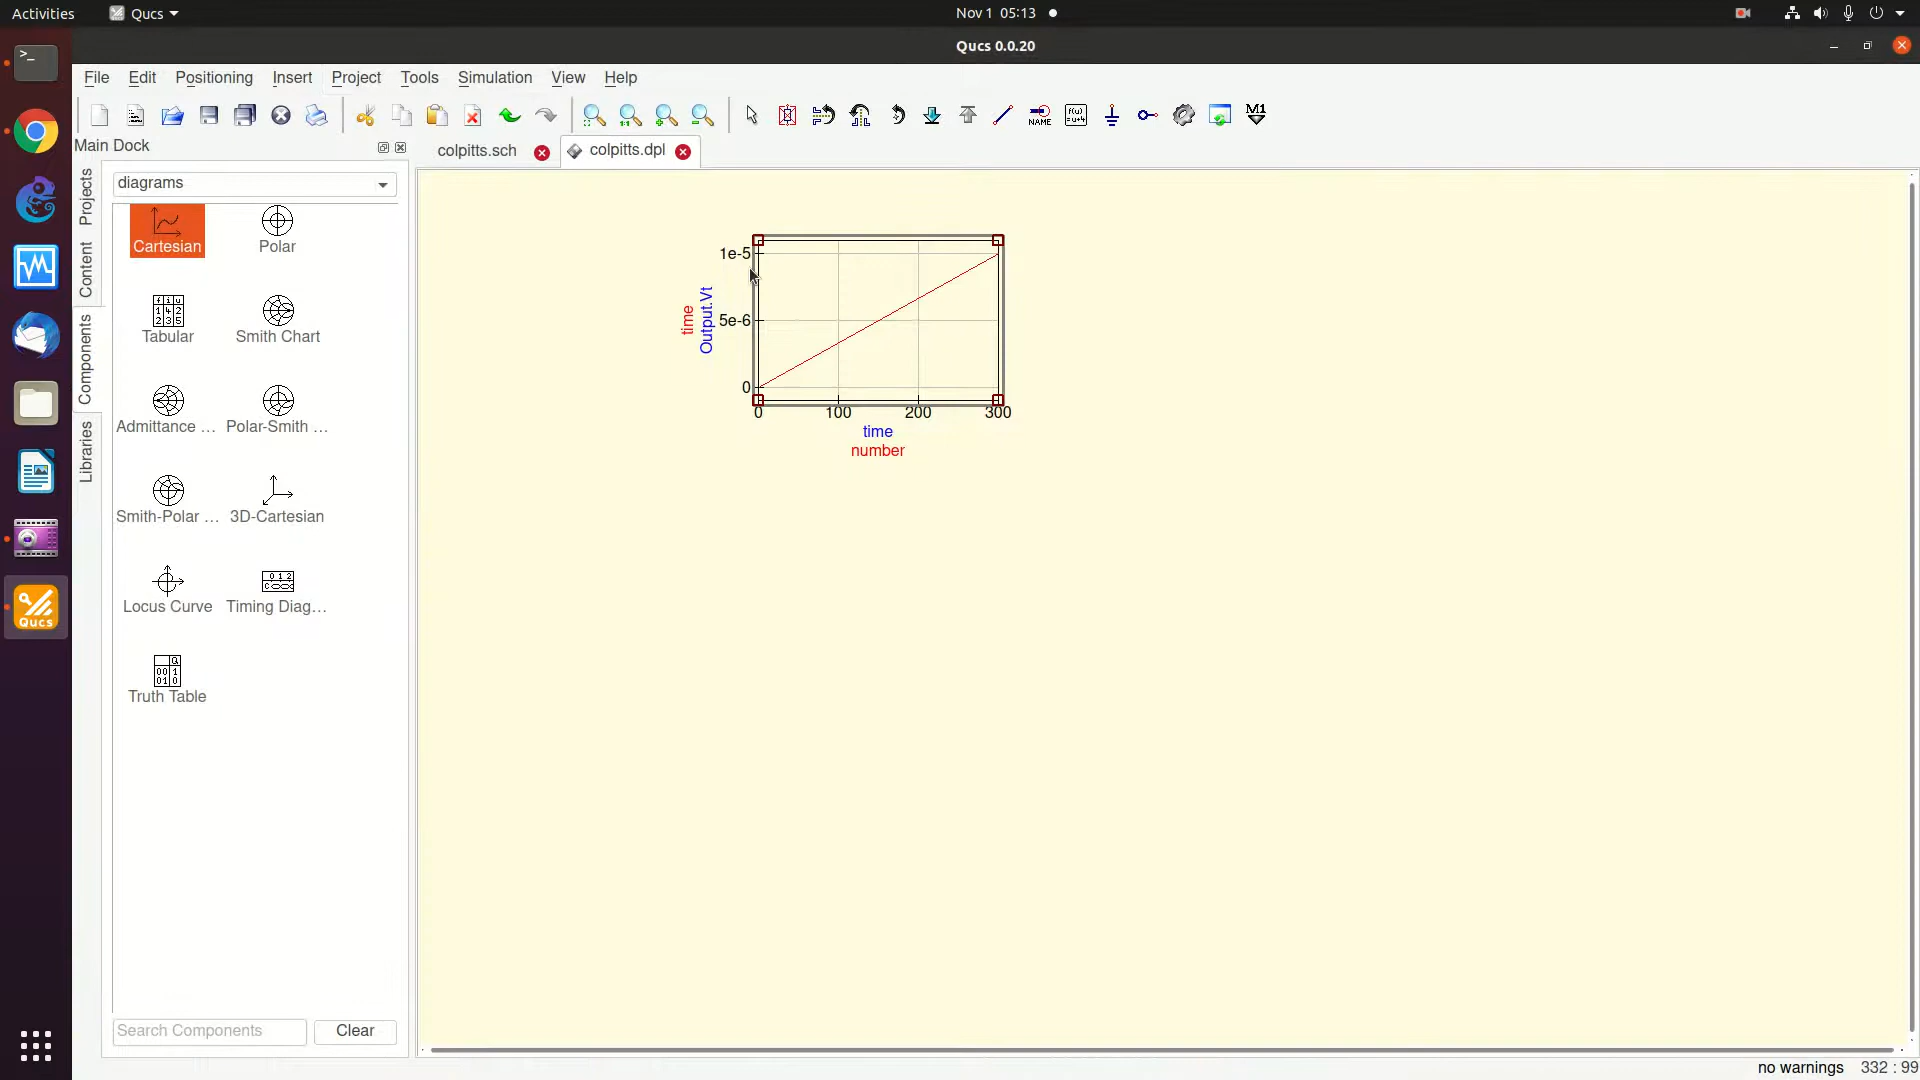 Activities
Qucs
Nov 1 05:13
Qucs 0.0.20
File Edit Positioning Insert Project Tools Simulation View Help
NAME
M1
Main Dock
colpitts.sch
colpitts.dpl
Projects
Content
Components
Libraries
diagrams
Cartesian
Polar
Tabular
Smith Chart
Admittance ...
Polar-Smith ...
Smith-Polar ...
3D-Cartesian
Locus Curve
Timing Diag...
Truth Table
Search Components
Clear
Qucs
time
Output.Vt
1e-5
5e-6
0
0 100 200 300
time
number
no warnings
332 : 99